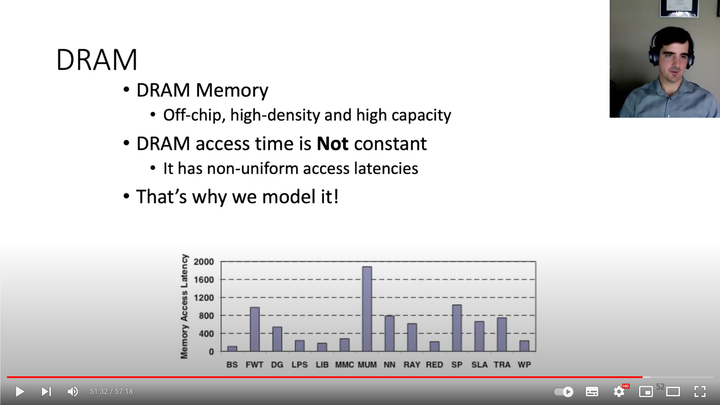 DRAM
• DRAM Memory
• Off-chip, high-density and high capacity
• DRAM access time is Not constant
• It has non-uniform access latencies
• That's why we model it!
Memory Access Latency
2000
1600
1200
800
400
0
BS FWT DG LPS LIB MMC MUM NN RAY RED SP SLA TRA WP
51:32 / 57:18
HD
52